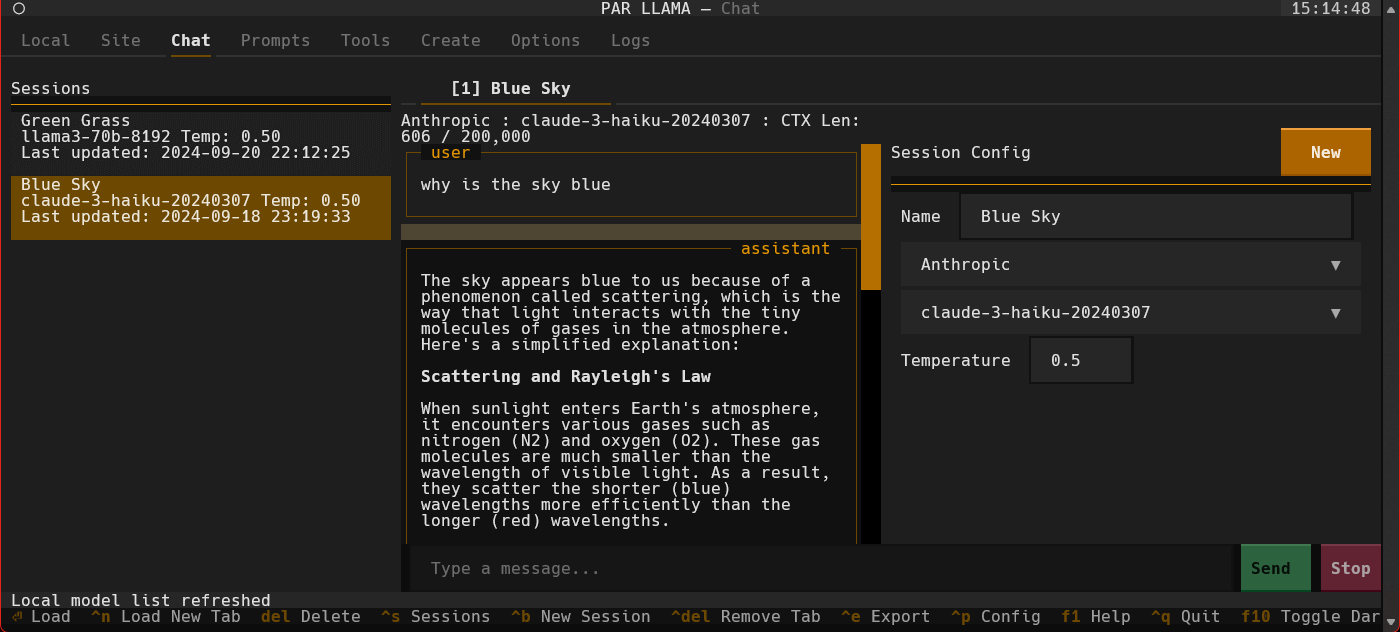 PAR LLAMA — Chat
15:14:48
Local Site Chat Prompts Tools Create Options Logs
Sessions
Green Grass
llama3-70b-8192 Temp: 0.50
Last updated: 2024-09-20 22:12:25
Blue Sky
claude-3-haiku-20240307 Temp: 0.50
Last updated: 2024-09-18 23:19:33
[1] Blue Sky
Anthropic : claude-3-haiku-20240307 : CTX Len:
606 / 200,000
user
why is the sky blue
assistant
The sky appears blue to us because of a
phenomenon called scattering, which is the
way that light interacts with the tiny
molecules of gases in the atmosphere.
Here's a simplified explanation:
Scattering and Rayleigh's Law
When sunlight enters Earth's atmosphere,
it encounters various gases such as
nitrogen (N2) and oxygen (O2). These gas
molecules are much smaller than the
wavelength of visible light. As a result,
they scatter the shorter (blue)
wavelengths more efficiently than the
longer (red) wavelengths.
Session Config
New
Name Blue Sky
Anthropic ▼
claude-3-haiku-20240307 ▼
Temperature 0.5
Type a message...
Send Stop
Local model list refreshed
⏎ Load ^n Load New Tab del Delete ^s Sessions ^b New Session ^del Remove Tab ^e Export ^p Config f1 Help ^q Quit f10 Toggle Dar